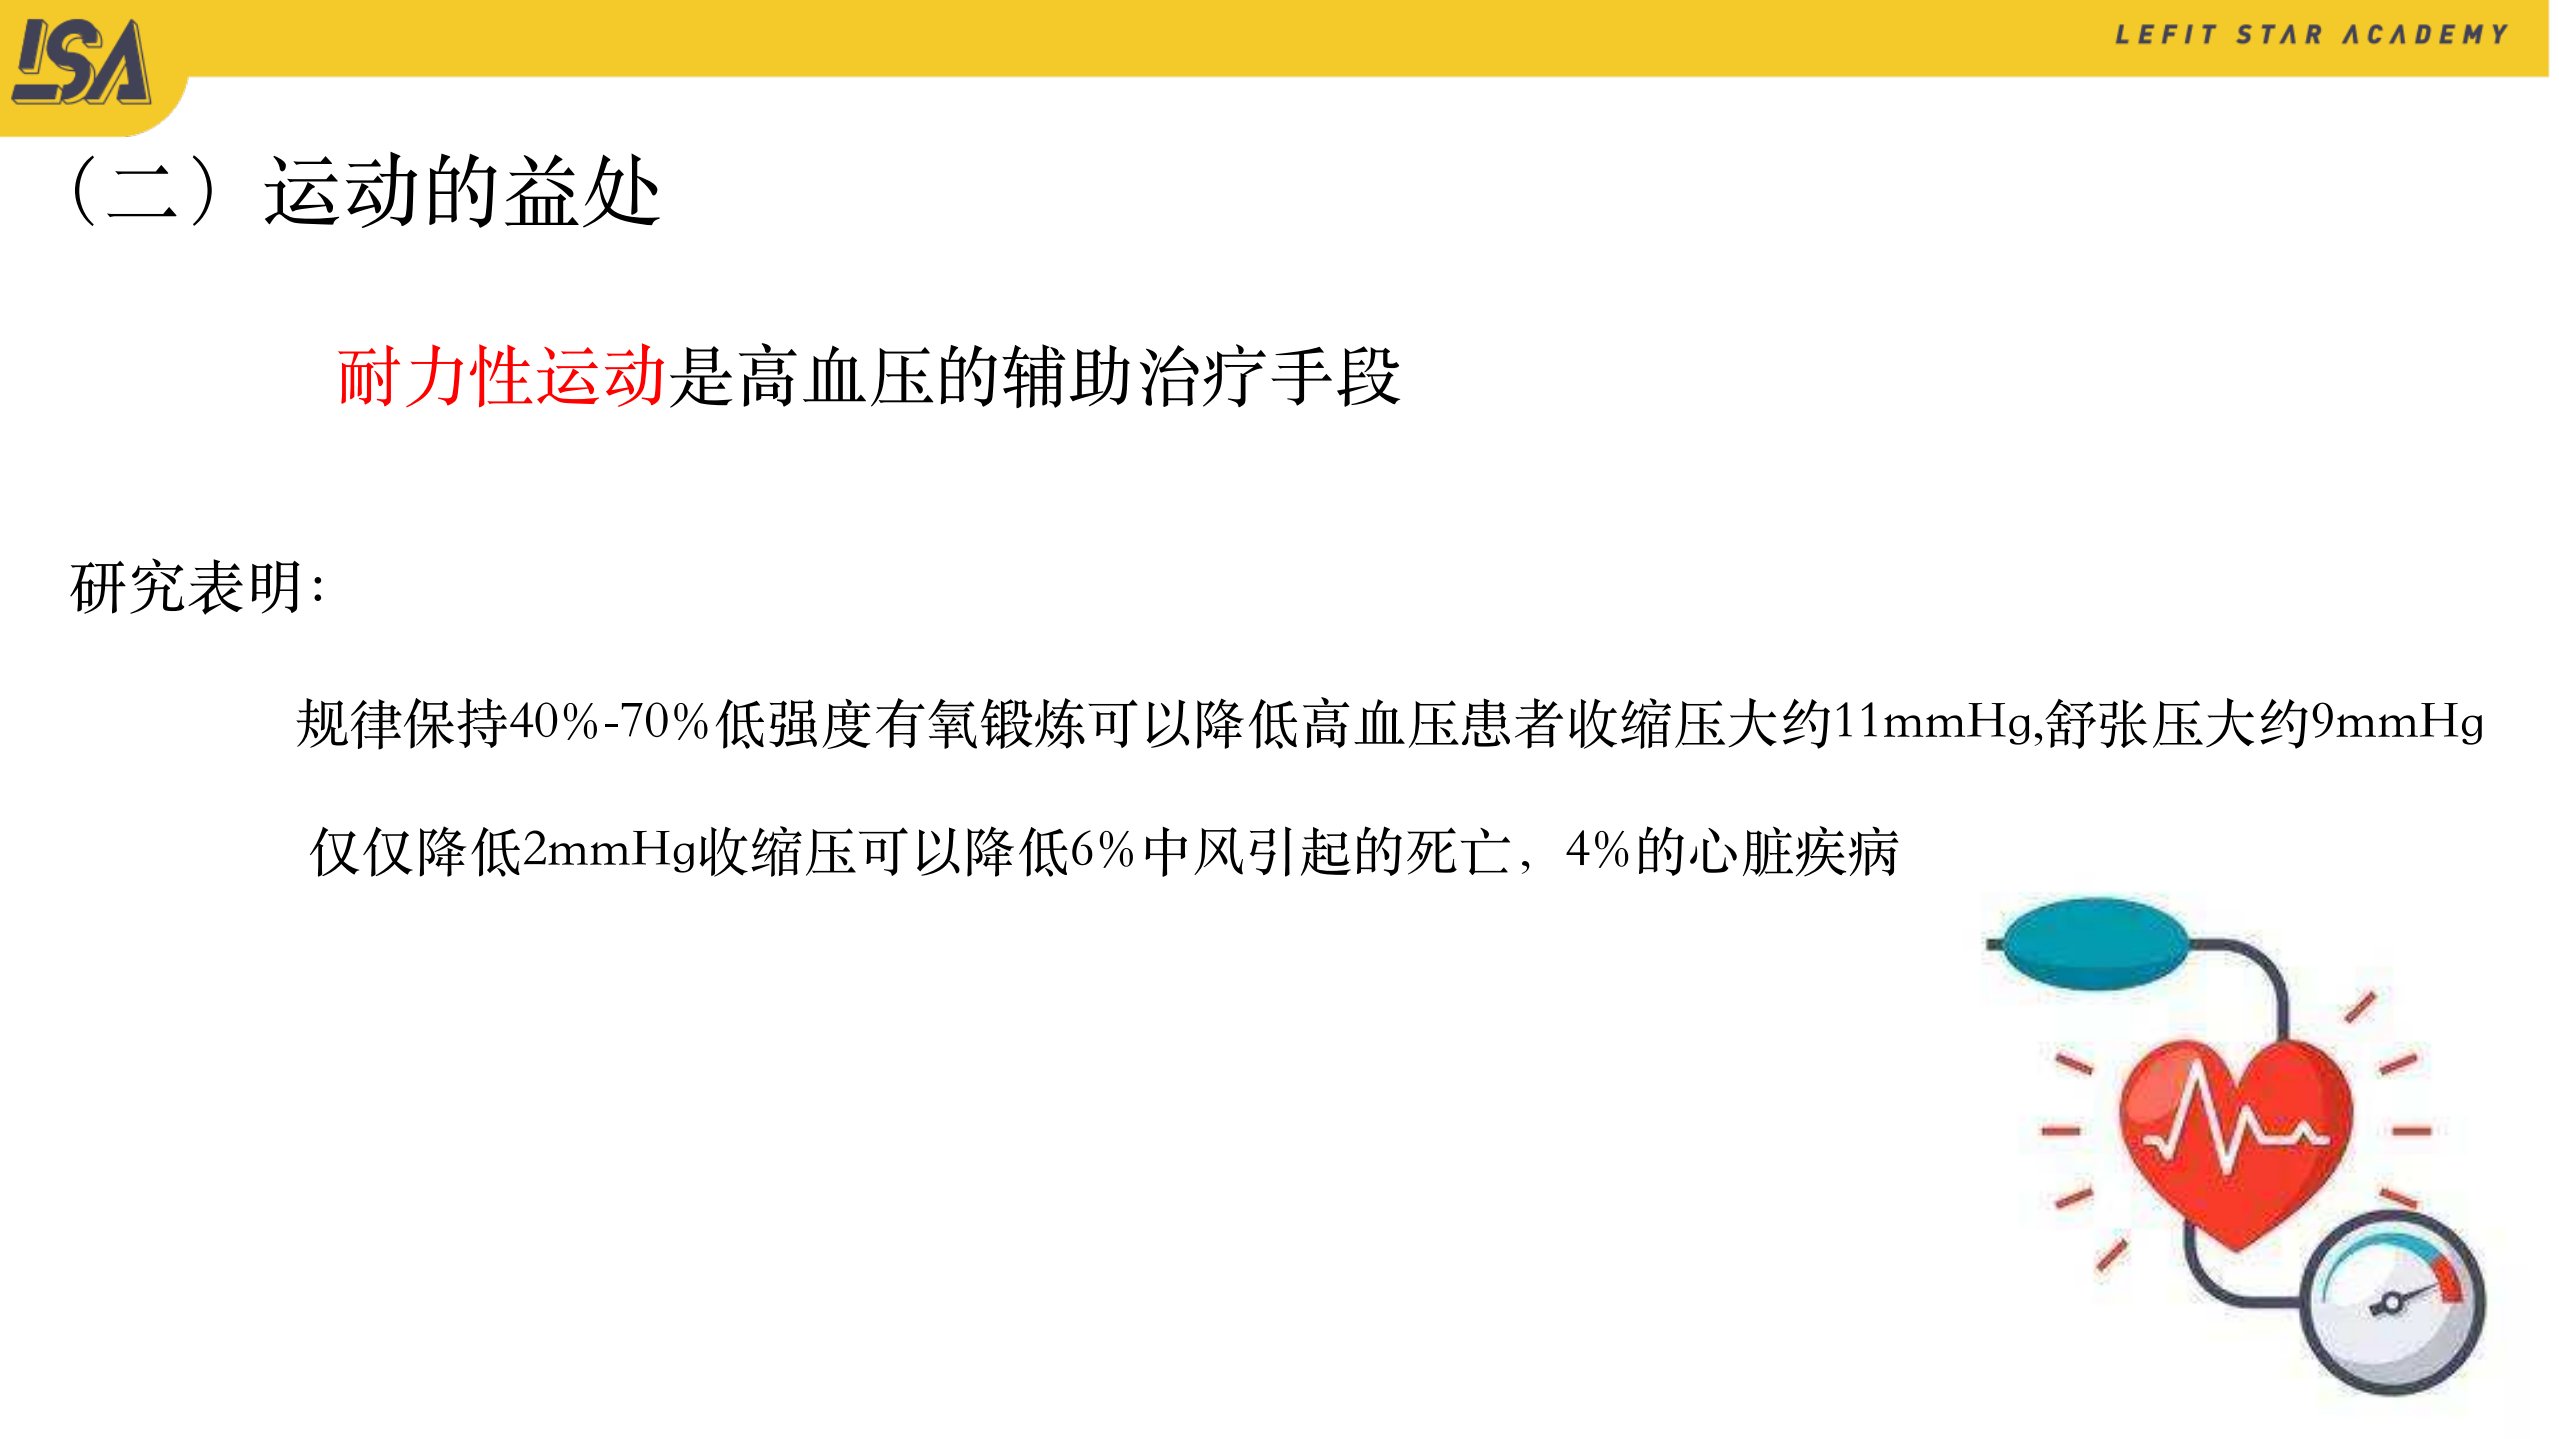 LSA
LEFIT STAR ACADEMY
（二）运动的益处
耐力性运动是高血压的辅助治疗手段
研究表明：
规律保持40%-70%低强度有氧锻炼可以降低高血压患者收缩压大约11mmHg,舒张压大约9mmHg
仅仅降低2mmHg收缩压可以降低6%中风引起的死亡，4%的心脏疾病